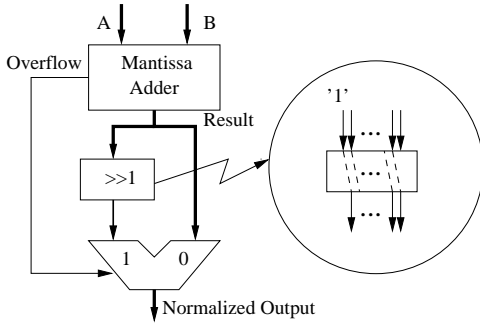 A
B
Overflow
Mantissa
Adder
Result
'1'
...
>>1
...
...
1
0
Normalized Output